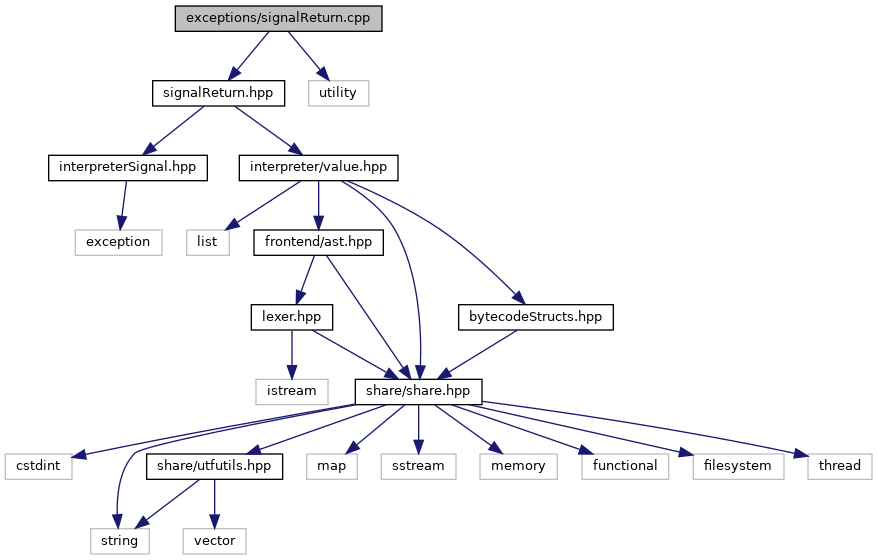 exceptions/signalReturn.cpp
signalReturn.hpp
utility
interpreterSignal.hpp
interpreter/value.hpp
exception
list
frontend/ast.hpp
lexer.hpp
bytecodeStructs.hpp
istream
share/share.hpp
cstdint
share/utfutils.hpp
map
sstream
memory
functional
filesystem
thread
string
vector